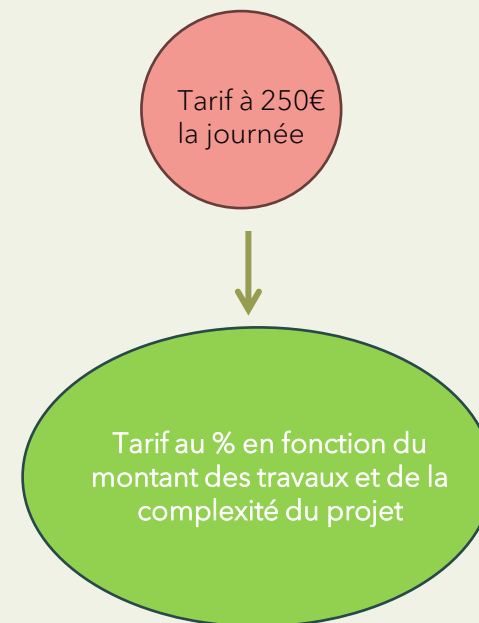 Tarif à 250€
la journée
Tarif au % en fonction du
montant des travaux et de la
complexité du projet